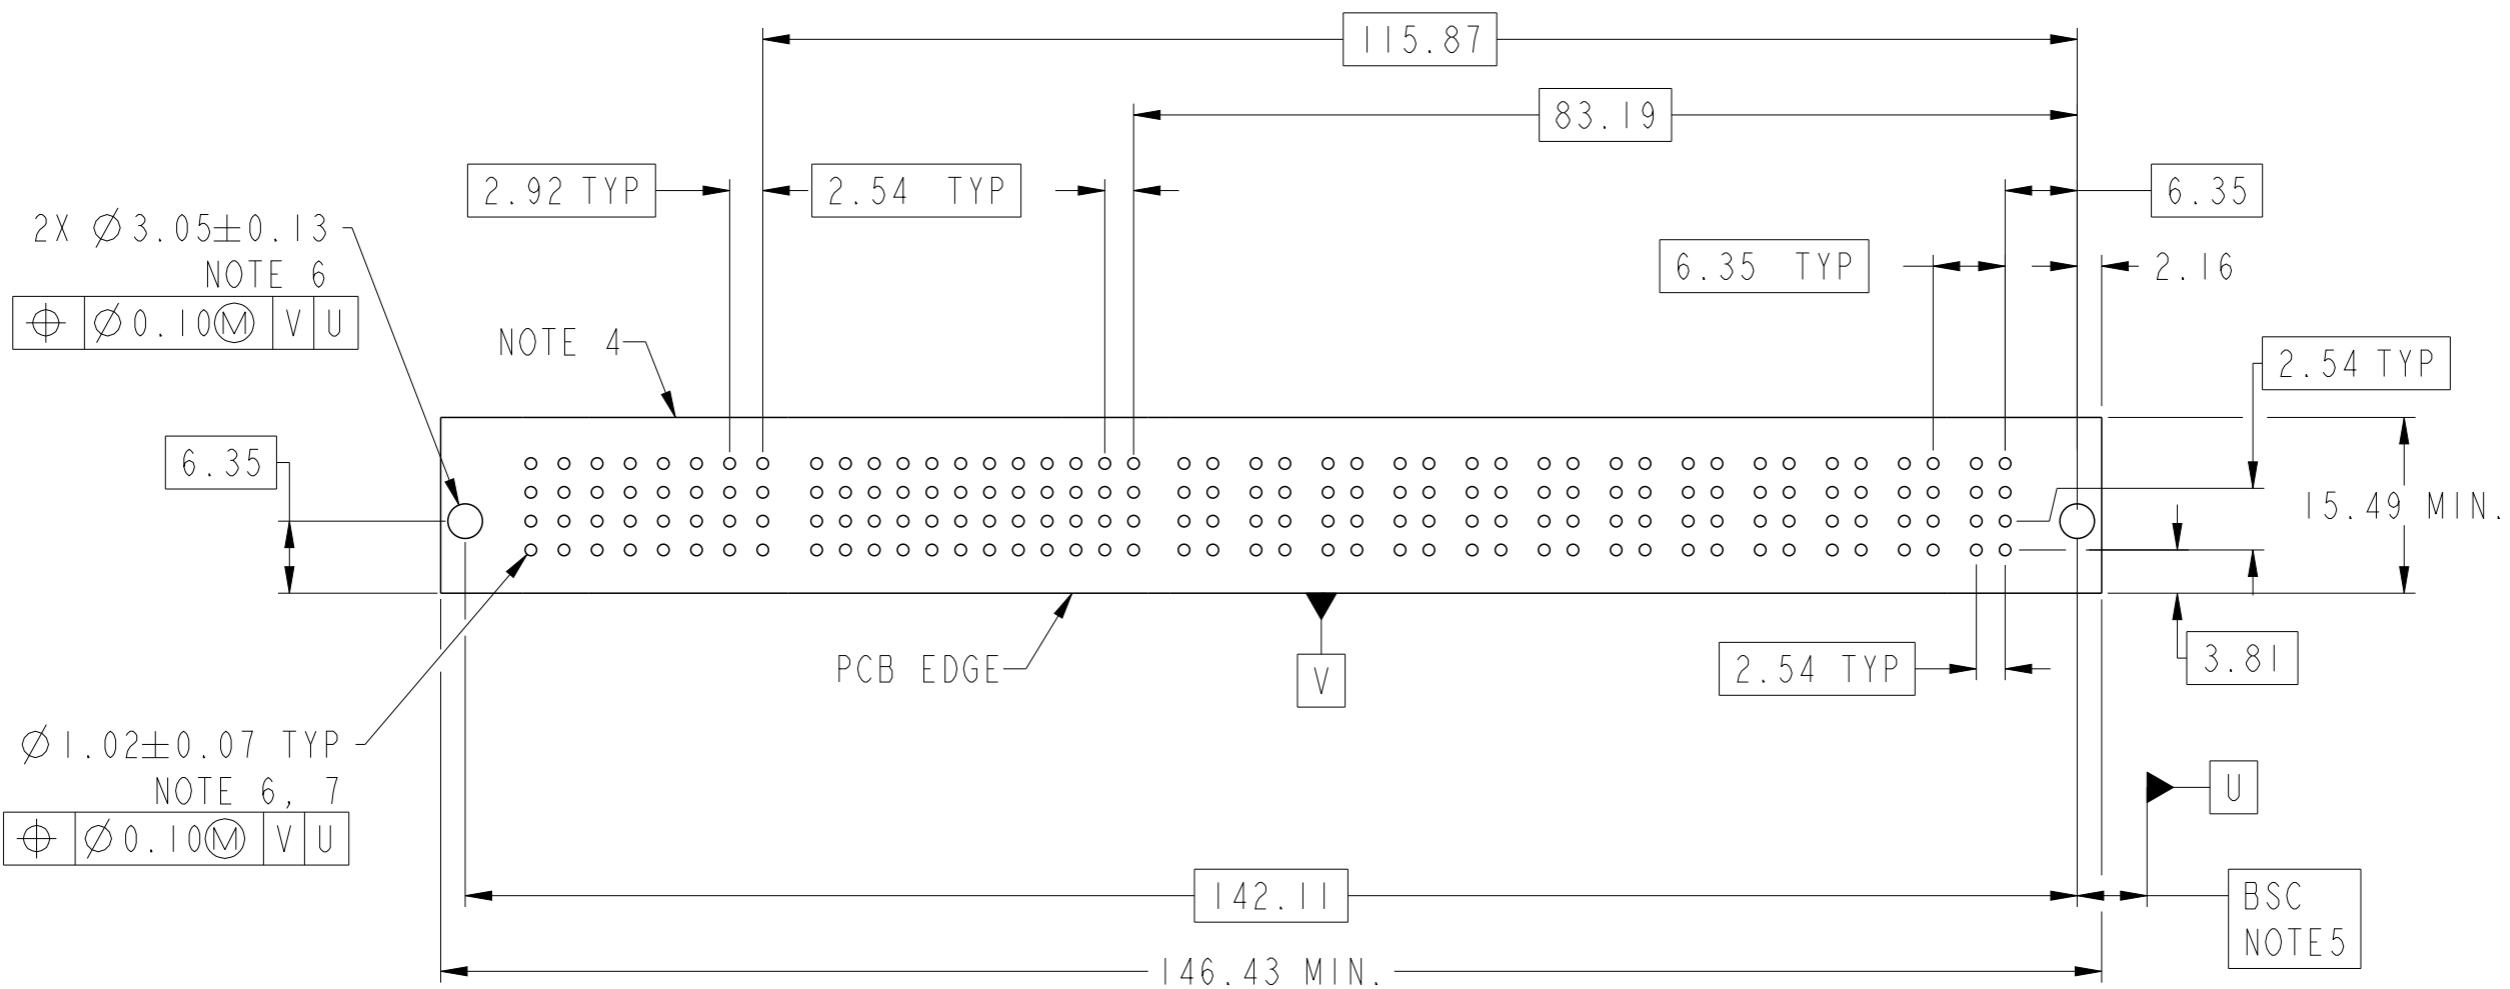 115.87
83.19
2.92 TYP
2.54 TYP
6.35
2X Ø3.05±0.13
NOTE 6
⌖ Ø0.10Ⓜ V U
6.35 TYP
2.16
NOTE 4
2.54 TYP
6.35
15.49 MIN.
PCB EDGE
V
2.54 TYP
3.81
Ø1.02±0.07 TYP
NOTE 6, 7
⌖ Ø0.10Ⓜ V U
U
142.11
BSC
NOTE5
146.43 MIN.